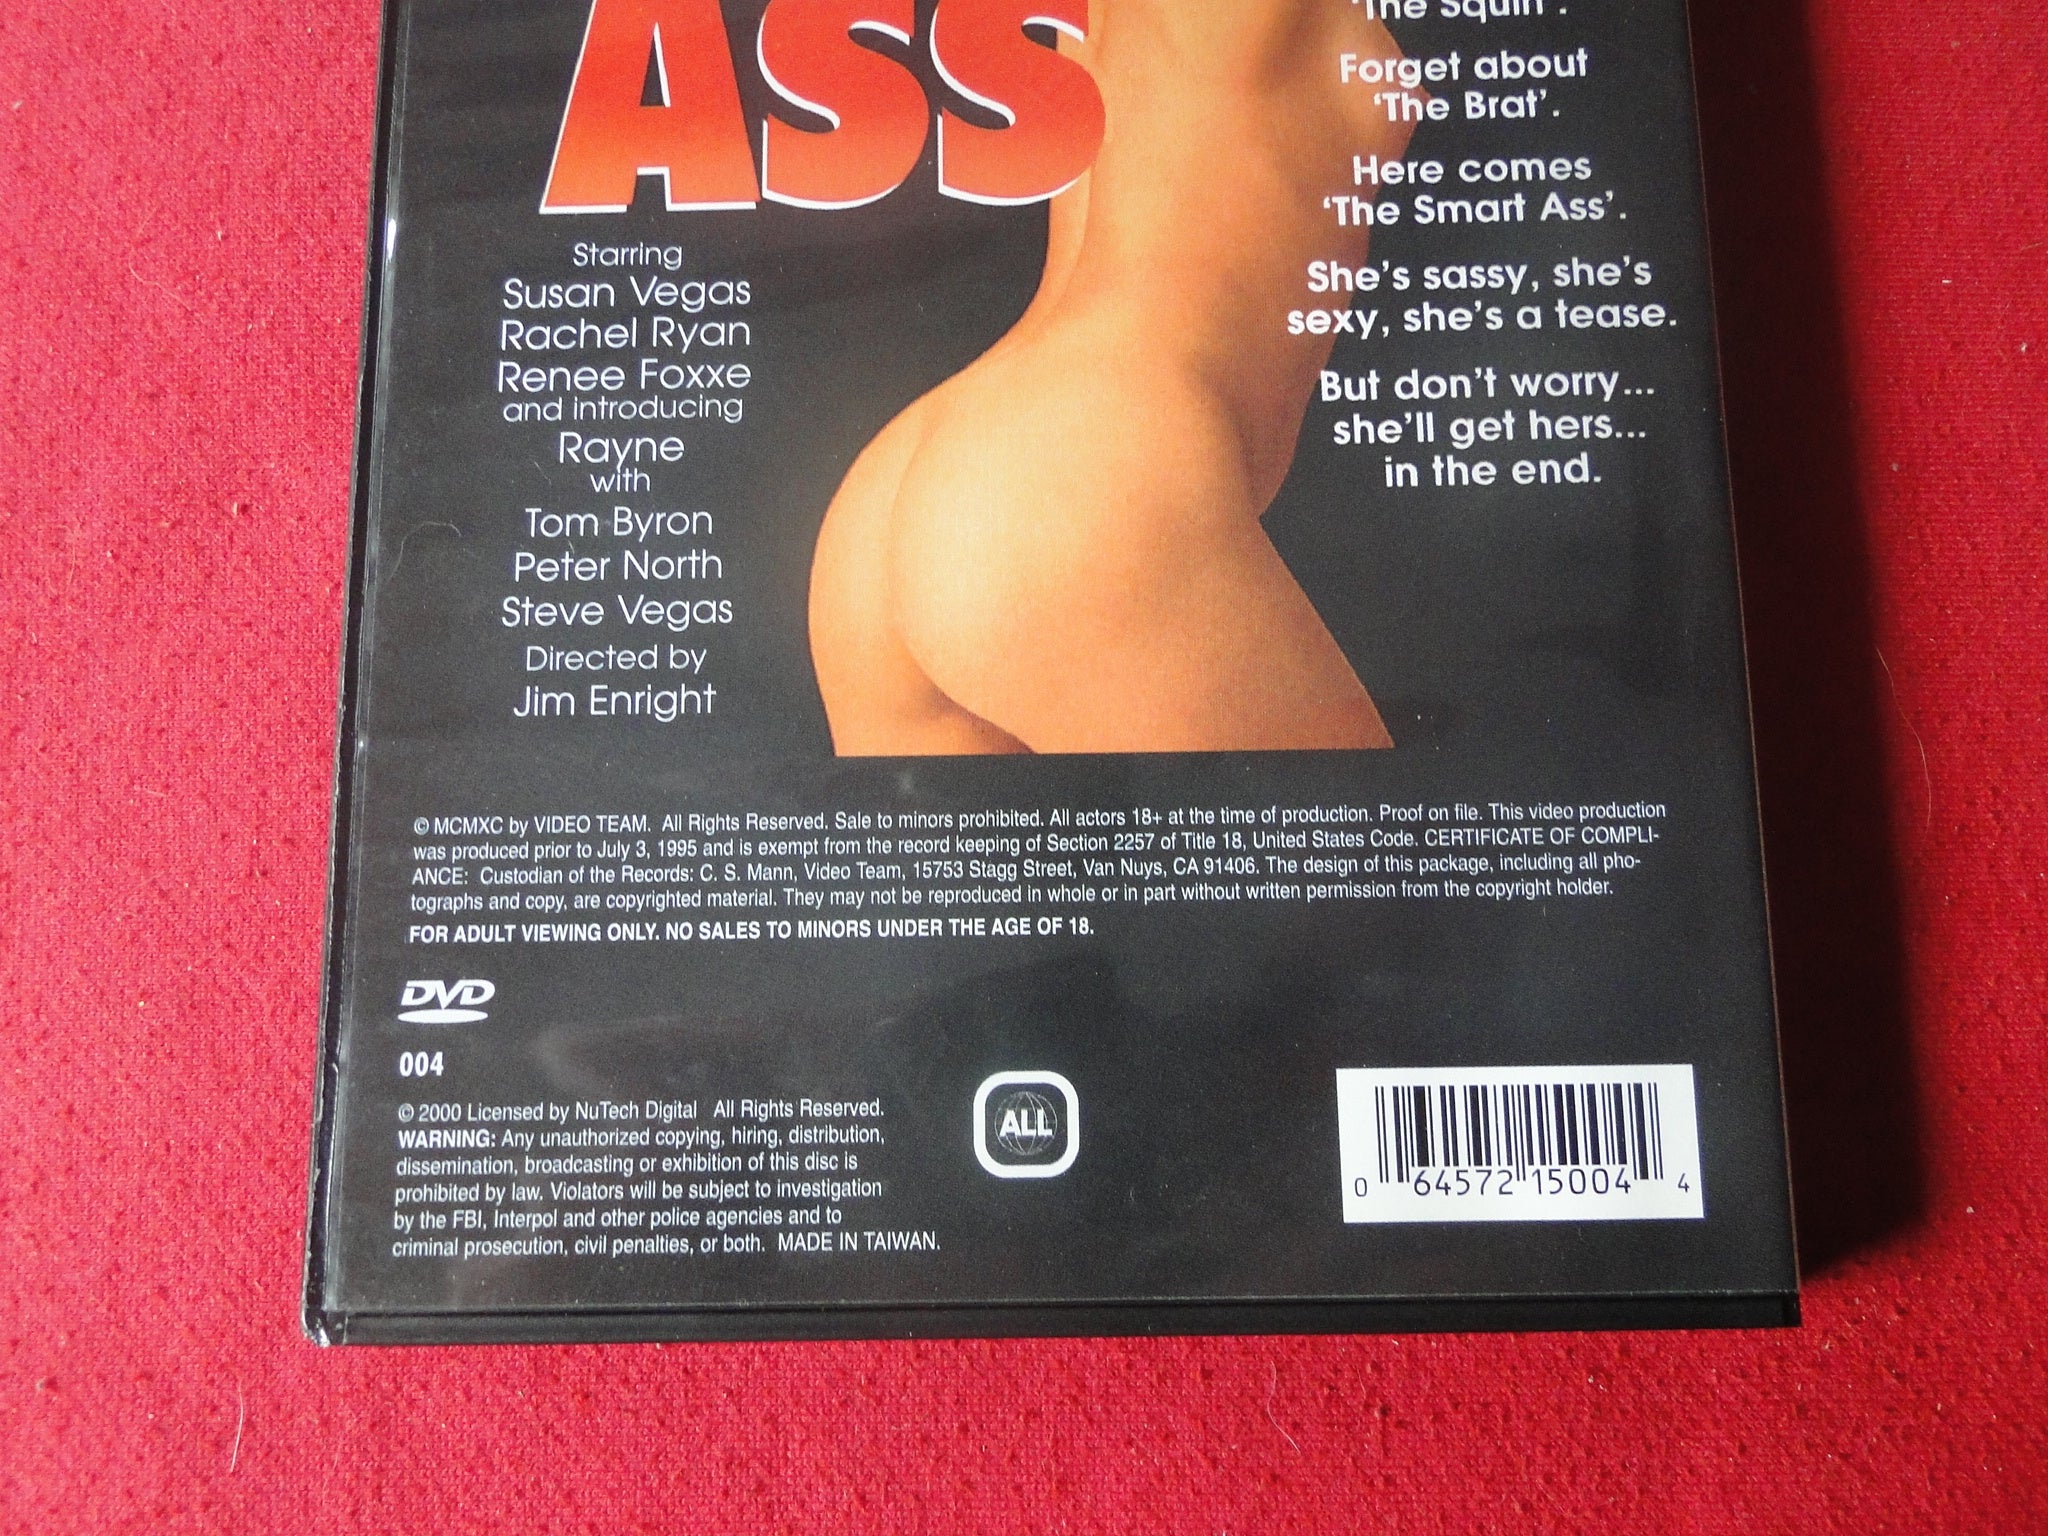 ASS
'The Squirt'.
Forget about
'The Brat'.
Here comes
'The Smart Ass'.
She's sassy, she's
sexy, she's a tease.
But don't worry...
she'll get hers...
in the end.
Starring
Susan Vegas
Rachel Ryan
Renee Foxxe
and introducing
Rayne
with
Tom Byron
Peter North
Steve Vegas
Directed by
Jim Enright
© MCMXC by VIDEO TEAM. All Rights Reserved. Sale to minors prohibited. All actors 18+ at the time of production. Proof on file. This video production
was produced prior to July 3, 1995 and is exempt from the record keeping of Section 2257 of Title 18, United States Code. CERTIFICATE OF COMPLI-
ANCE: Custodian of the Records: C. S. Mann, Video Team, 15753 Stagg Street, Van Nuys, CA 91406. The design of this package, including all pho-
tographs and copy, are copyrighted material. They may not be reproduced in whole or in part without written permission from the copyright holder.
FOR ADULT VIEWING ONLY. NO SALES TO MINORS UNDER THE AGE OF 18.
DVD
004
© 2000 Licensed by NuTech Digital All Rights Reserved.
WARNING: Any unauthorized copying, hiring, distribution,
dissemination, broadcasting or exhibition of this disc is
prohibited by law. Violators will be subject to investigation
by the FBI, Interpol and other police agencies and to
criminal prosecution, civil penalties, or both. MADE IN TAIWAN.
ALL
0 64572 15004 4